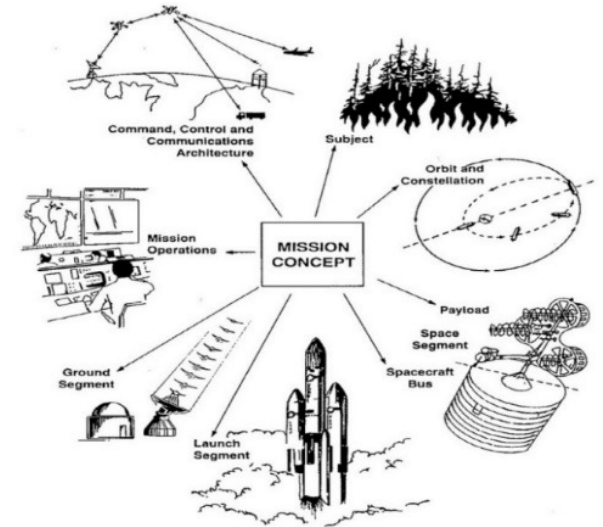 Command, Control and
Communications
Architecture
Subject
Orbit and
Constellation
Mission
Operations
MISSION
CONCEPT
Payload
Space
Segment
Spacecraft
Bus
Ground
Segment
Launch
Segment